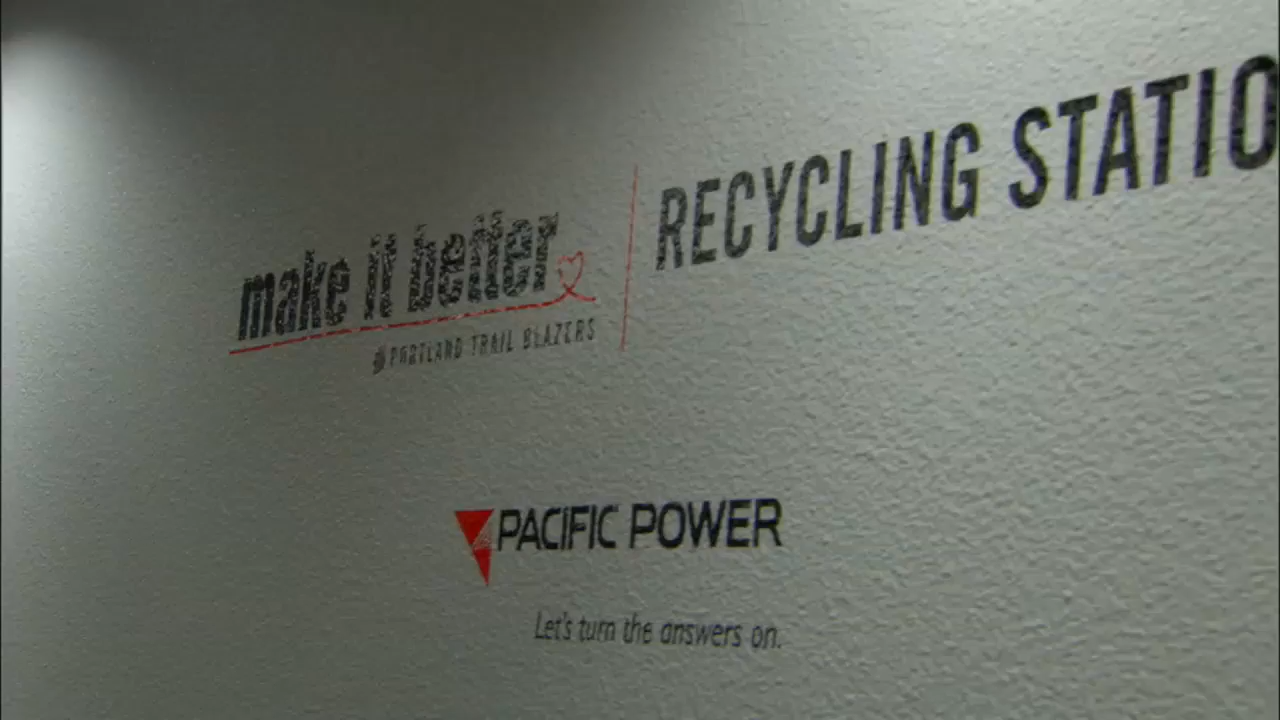 make it better
PORTLAND TRAIL BLAZERS
RECYCLING STATIO
PACIFIC POWER
Let's turn the answers on.